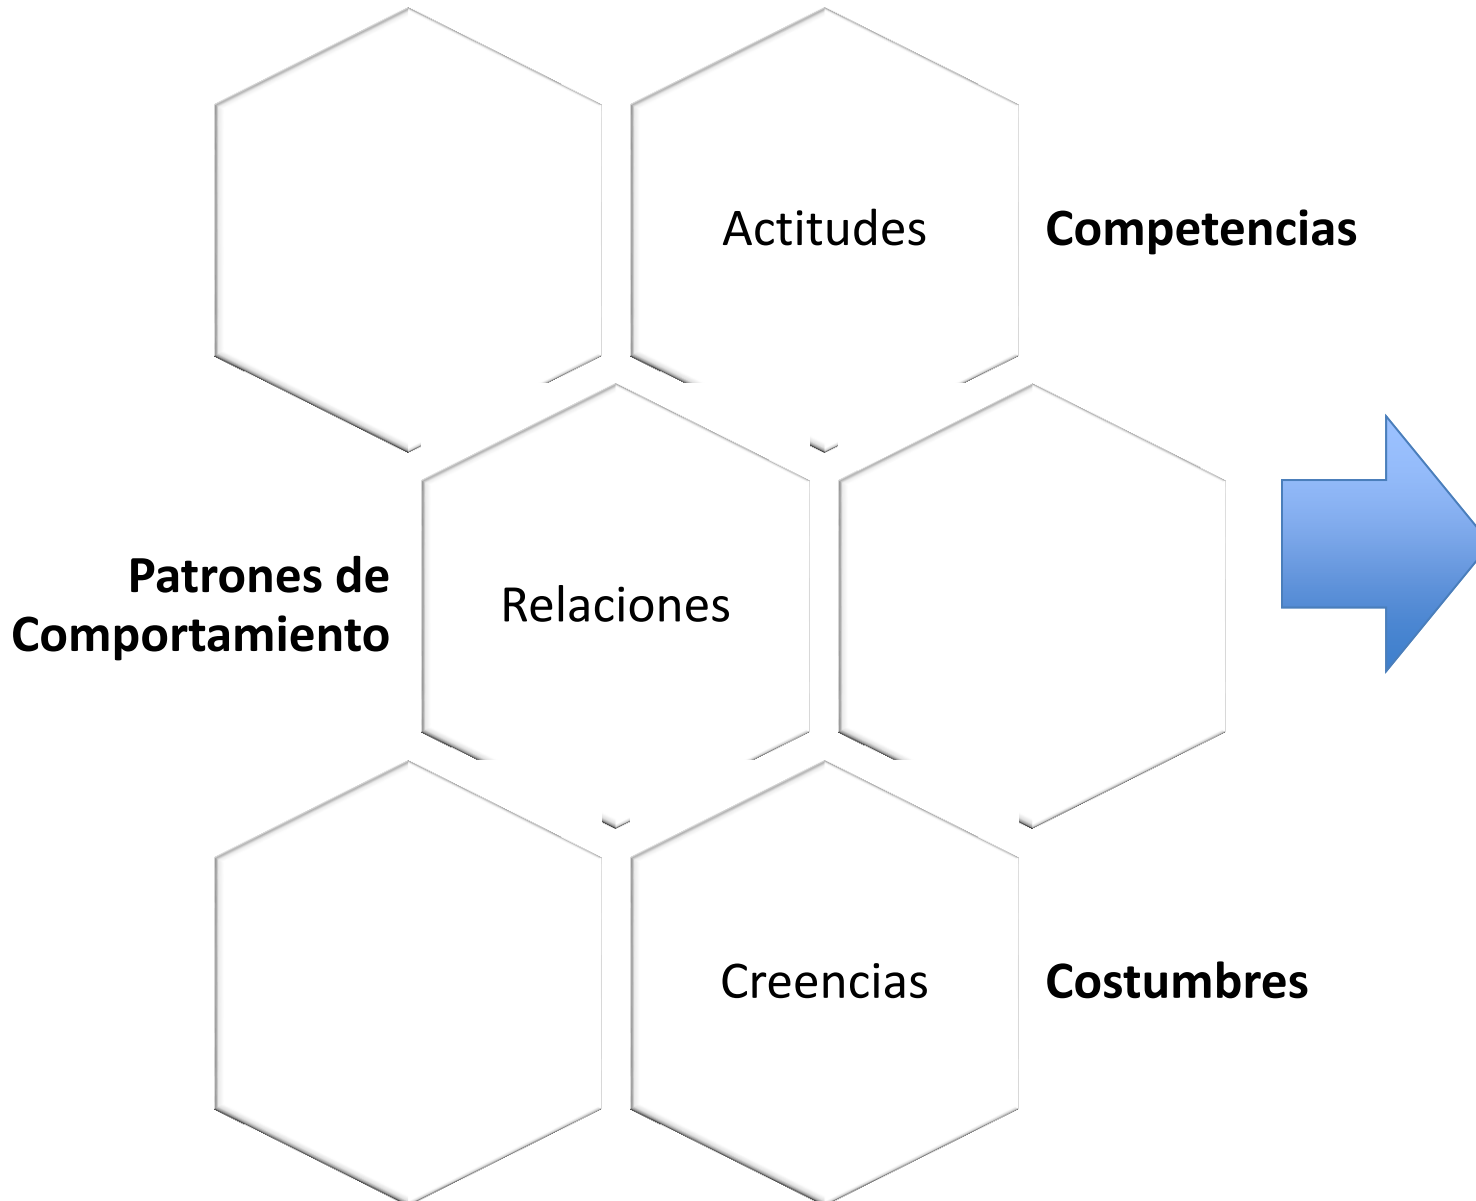 Actitudes
Competencias
Patrones de
Comportamiento
Relaciones
Creencias
Costumbres